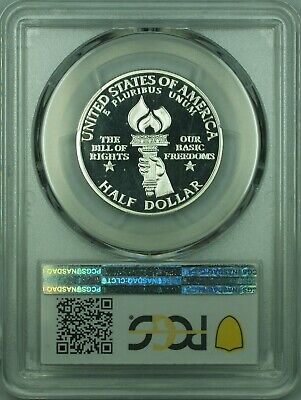 UNITED STATES OF AMERICA
E PLURIBUS UNUM
THE BILL OF RIGHTS
OUR BASIC FREEDOMS
HALF DOLLAR
PCGS